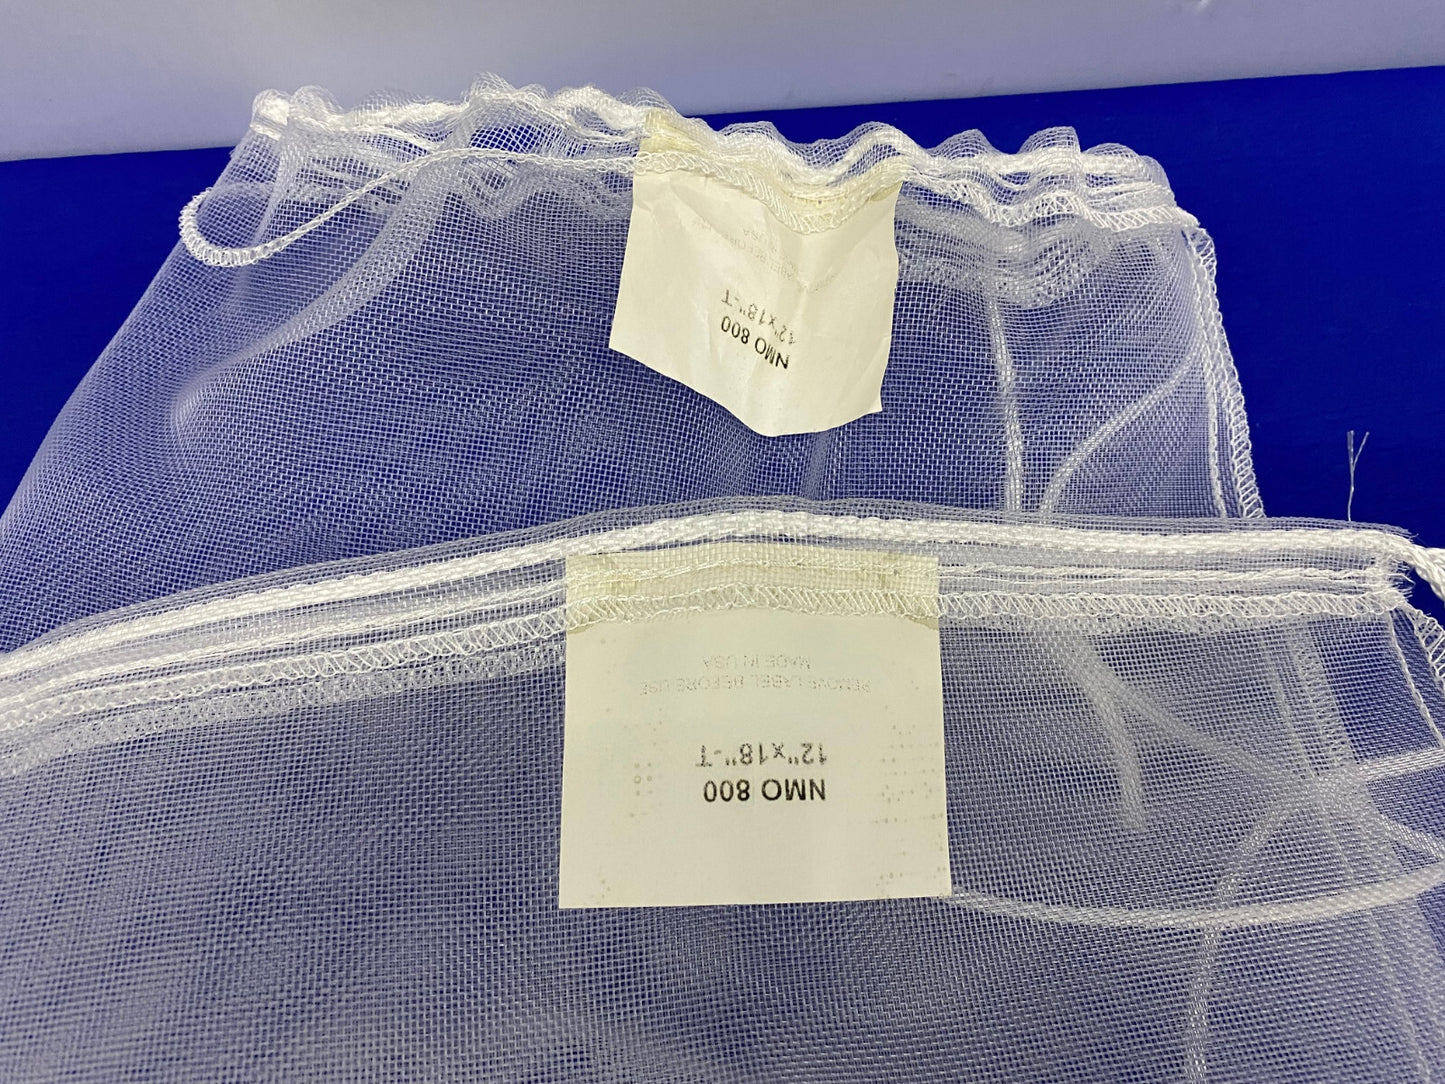 NMO 800
12"x18"-T
REMOVE LABEL BEFORE USE
MADE IN USA
NMO 800
12"x18"-T